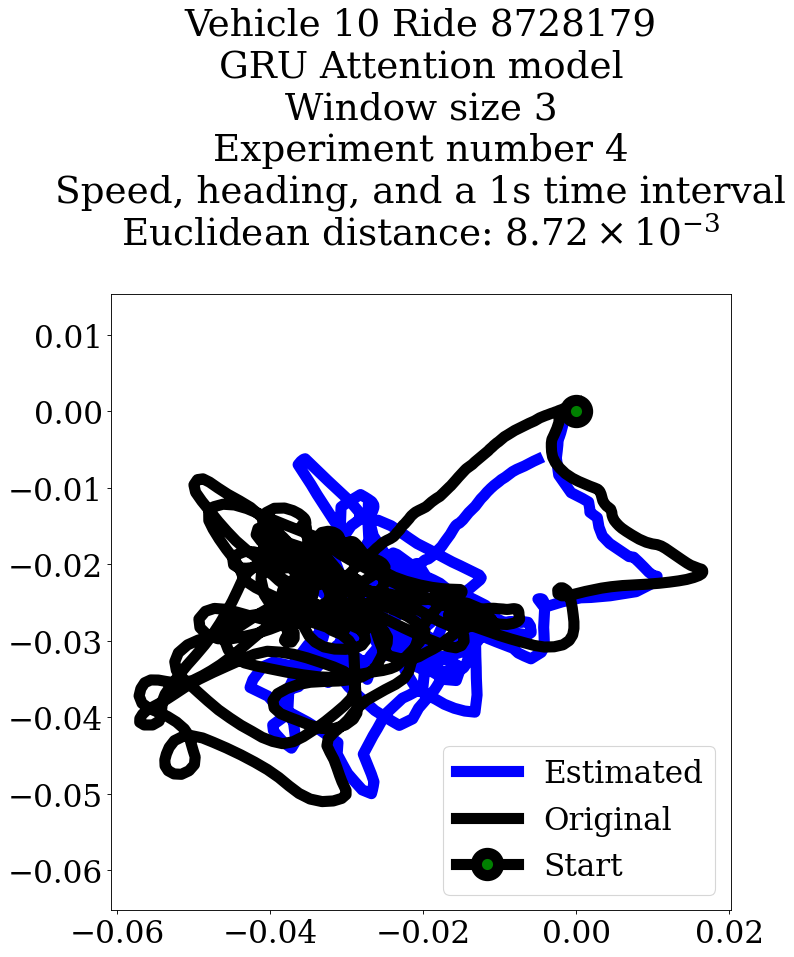 Vehicle 10 Ride 8728179
GRU Attention model
Window size 3
Experiment number 4
Speed, heading, and a 1s time interval
Euclidean distance: 8.72 × 10⁻³
0.01
0.00
−0.01
−0.02
−0.03
−0.04
−0.05
−0.06
Estimated
Original
Start
−0.06 −0.04 −0.02 0.00 0.02